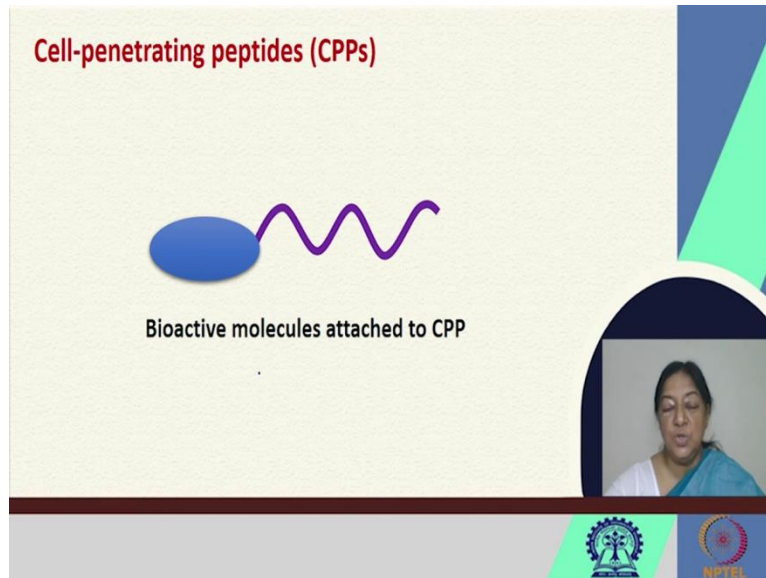 Cell-penetrating peptides (CPPs)
Bioactive molecules attached to CPP
NPTEL